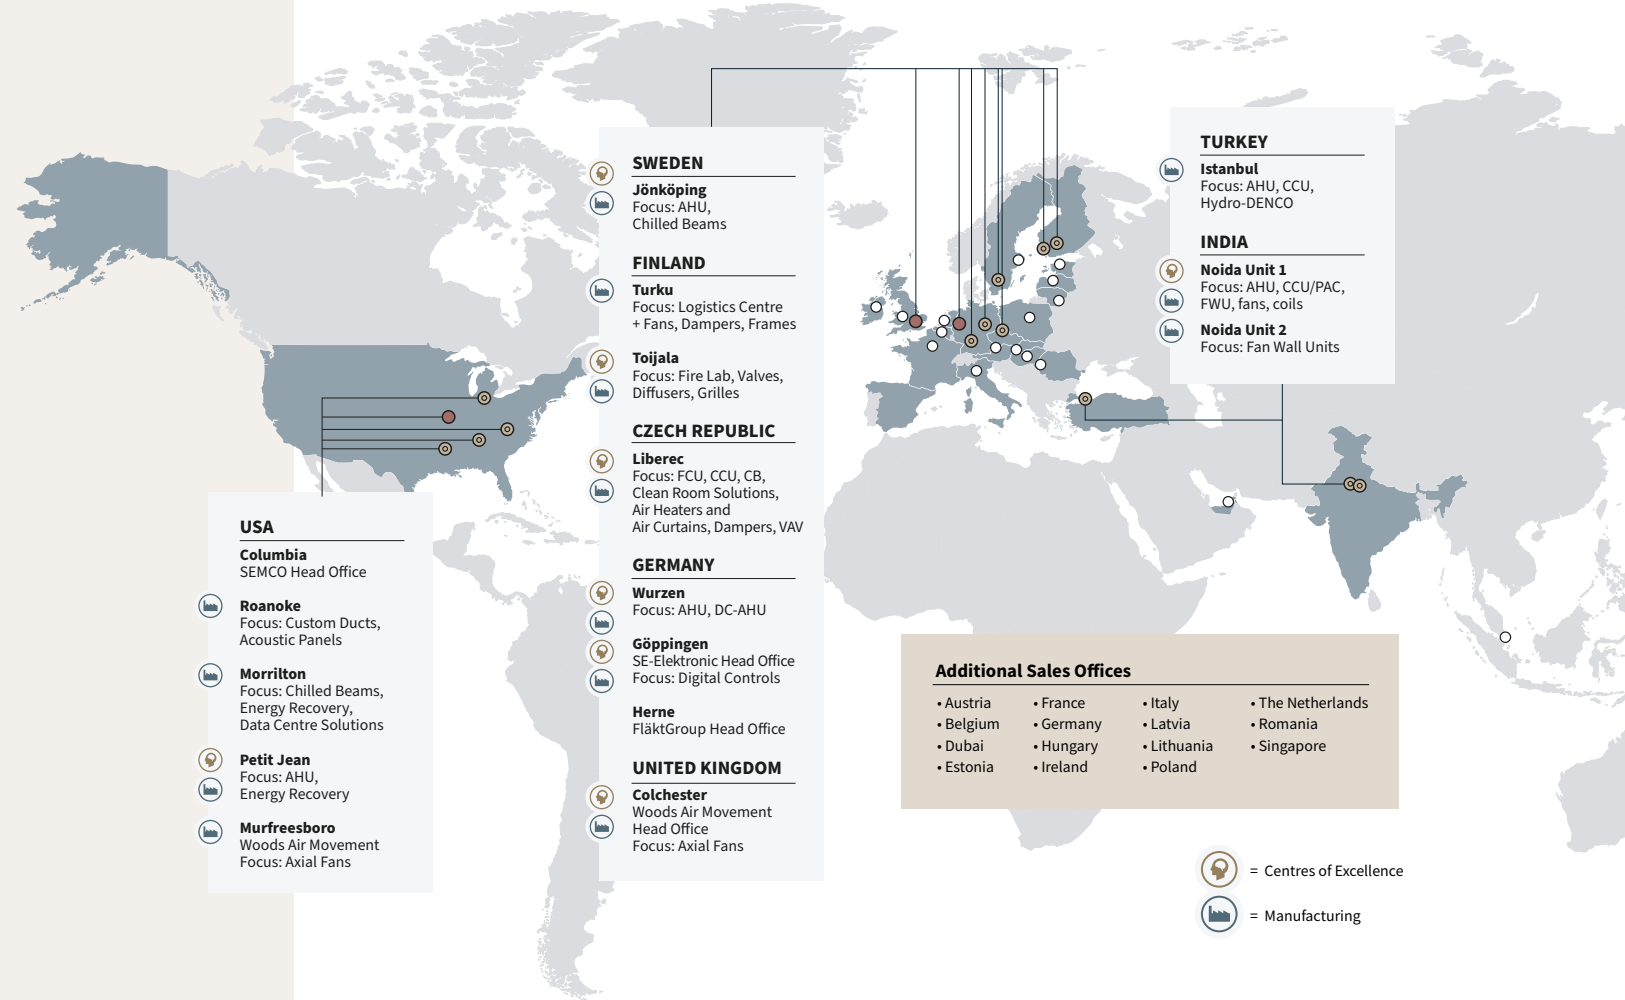 SWEDEN
Jönköping
Focus: AHU,
Chilled Beams
FINLAND
Turku
Focus: Logistics Centre
+ Fans, Dampers, Frames
Toijala
Focus: Fire Lab, Valves,
Diffusers, Grilles
CZECH REPUBLIC
Liberec
Focus: FCU, CCU, CB,
Clean Room Solutions,
Air Heaters and
Air Curtains, Dampers, VAV
GERMANY
Wurzen
Focus: AHU, DC-AHU
Göppingen
SE-Elektronic Head Office
Focus: Digital Controls
Herne
FläktGroup Head Office
UNITED KINGDOM
Colchester
Woods Air Movement
Head Office
Focus: Axial Fans
TURKEY
Istanbul
Focus: AHU, CCU,
Hydro-DENCO
INDIA
Noida Unit 1
Focus: AHU, CCU/PAC,
FWU, fans, coils
Noida Unit 2
Focus: Fan Wall Units
USA
Columbia
SEMCO Head Office
Roanoke
Focus: Custom Ducts,
Acoustic Panels
Morrilton
Focus: Chilled Beams,
Energy Recovery,
Data Centre Solutions
Petit Jean
Focus: AHU,
Energy Recovery
Murfreesboro
Woods Air Movement
Focus: Axial Fans
Additional Sales Offices
• Austria
• Belgium
• Dubai
• Estonia
• France
• Germany
• Hungary
• Ireland
• Italy
• Latvia
• Lithuania
• Poland
• The Netherlands
• Romania
• Singapore
= Centres of Excellence
= Manufacturing